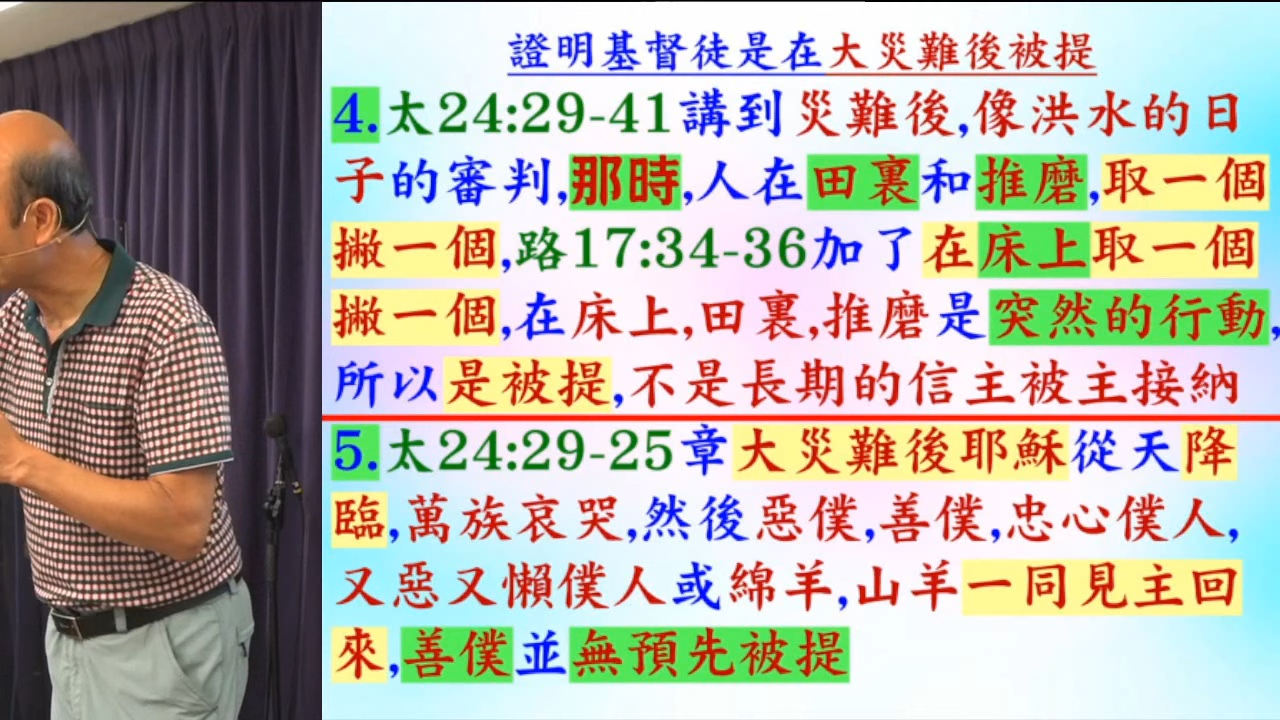 證明基督徒是在大災難後被提
4.太24:29-41講到災難後,像洪水的日
子的審判,那時,人在田裏和推磨,取一個
撇一個,路17:34-36加了在床上取一個
撇一個,在床上,田裏,推磨是突然的行動,
所以是被提,不是長期的信主被主接納
5.太24:29-25章大災難後耶穌從天降
臨,萬族哀哭,然後惡僕,善僕,忠心僕人,
又惡又懶僕人或綿羊,山羊一同見主回
來,善僕並無預先被提